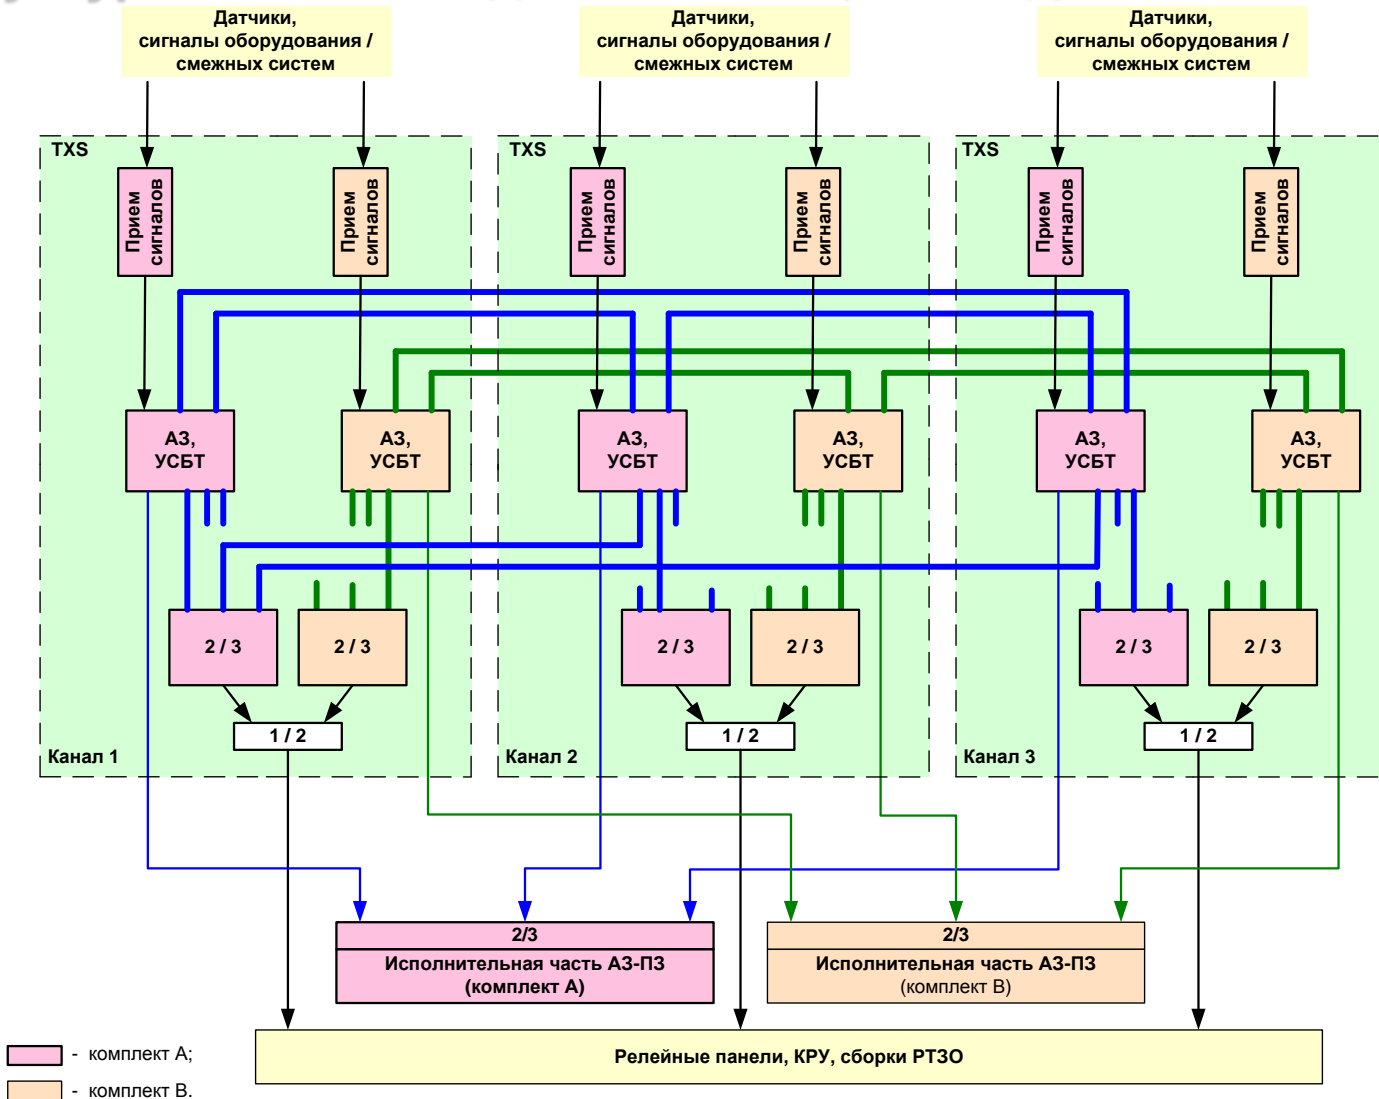 Датчики,
сигналы оборудования /
смежных систем
Датчики,
сигналы оборудования /
смежных систем
Датчики,
сигналы оборудования /
смежных систем
TXS
TXS
TXS
Прием
сигналов
Прием
сигналов
Прием
сигналов
Прием
сигналов
Прием
сигналов
Прием
сигналов
АЗ,
УСБТ
АЗ,
УСБТ
АЗ,
УСБТ
АЗ,
УСБТ
АЗ,
УСБТ
АЗ,
УСБТ
2 / 3
2 / 3
2 / 3
2 / 3
2 / 3
2 / 3
1 / 2
1 / 2
1 / 2
Канал 1
Канал 2
Канал 3
2/3
Исполнительная часть АЗ-ПЗ
(комплект А)
2/3
Исполнительная часть АЗ-ПЗ
(комплект В)
Релейные панели, КРУ, сборки РТЗО
- комплект А;
- комплект В.